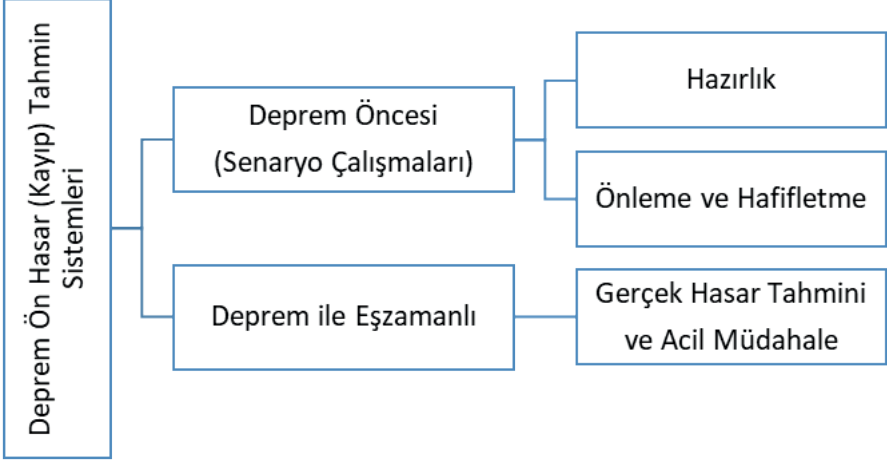 Deprem Ön Hasar (Kayıp) Tahmin
Sistemleri
Deprem Öncesi
(Senaryo Çalışmaları)
Hazırlık
Önleme ve Hafifletme
Deprem ile Eşzamanlı
Gerçek Hasar Tahmini
ve Acil Müdahale